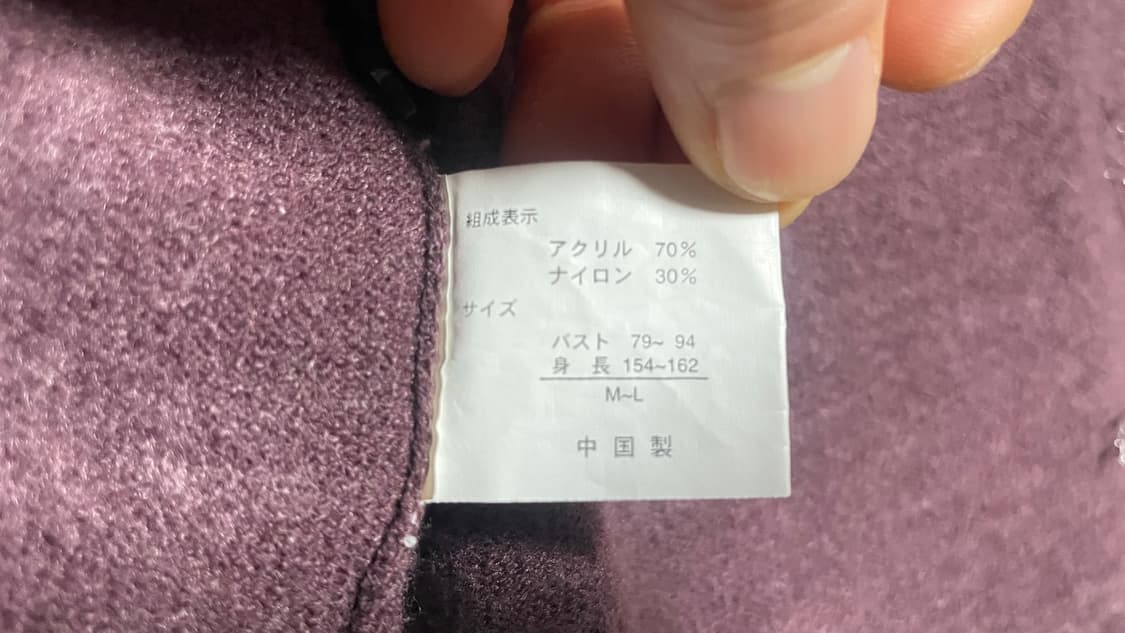 組成表示
アクリル 70%
ナイロン 30%
サイズ
バスト 79~ 94
身 長 154~162
M~L
中 国 製